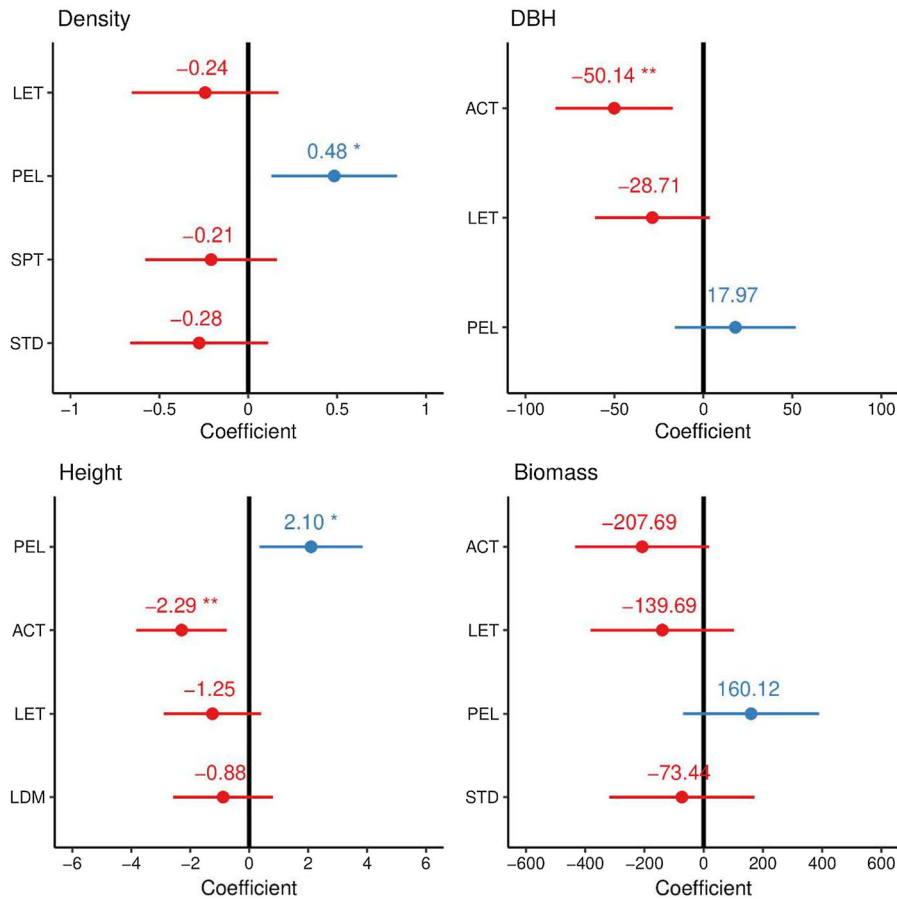 Density
−0.24
LET
0.48 *
PEL
−0.21
SPT
−0.28
STD
−1 −0.5 0 0.5 1
Coefficient
DBH
−50.14 **
ACT
−28.71
LET
17.97
PEL
−100 −50 0 50 100
Coefficient
Height
2.10 *
PEL
−2.29 **
ACT
−1.25
LET
−0.88
LDM
−6 −4 −2 0 2 4 6
Coefficient
Biomass
−207.69
ACT
−139.69
LET
160.12
PEL
−73.44
STD
−600 −400 −200 0 200 400 600
Coefficient